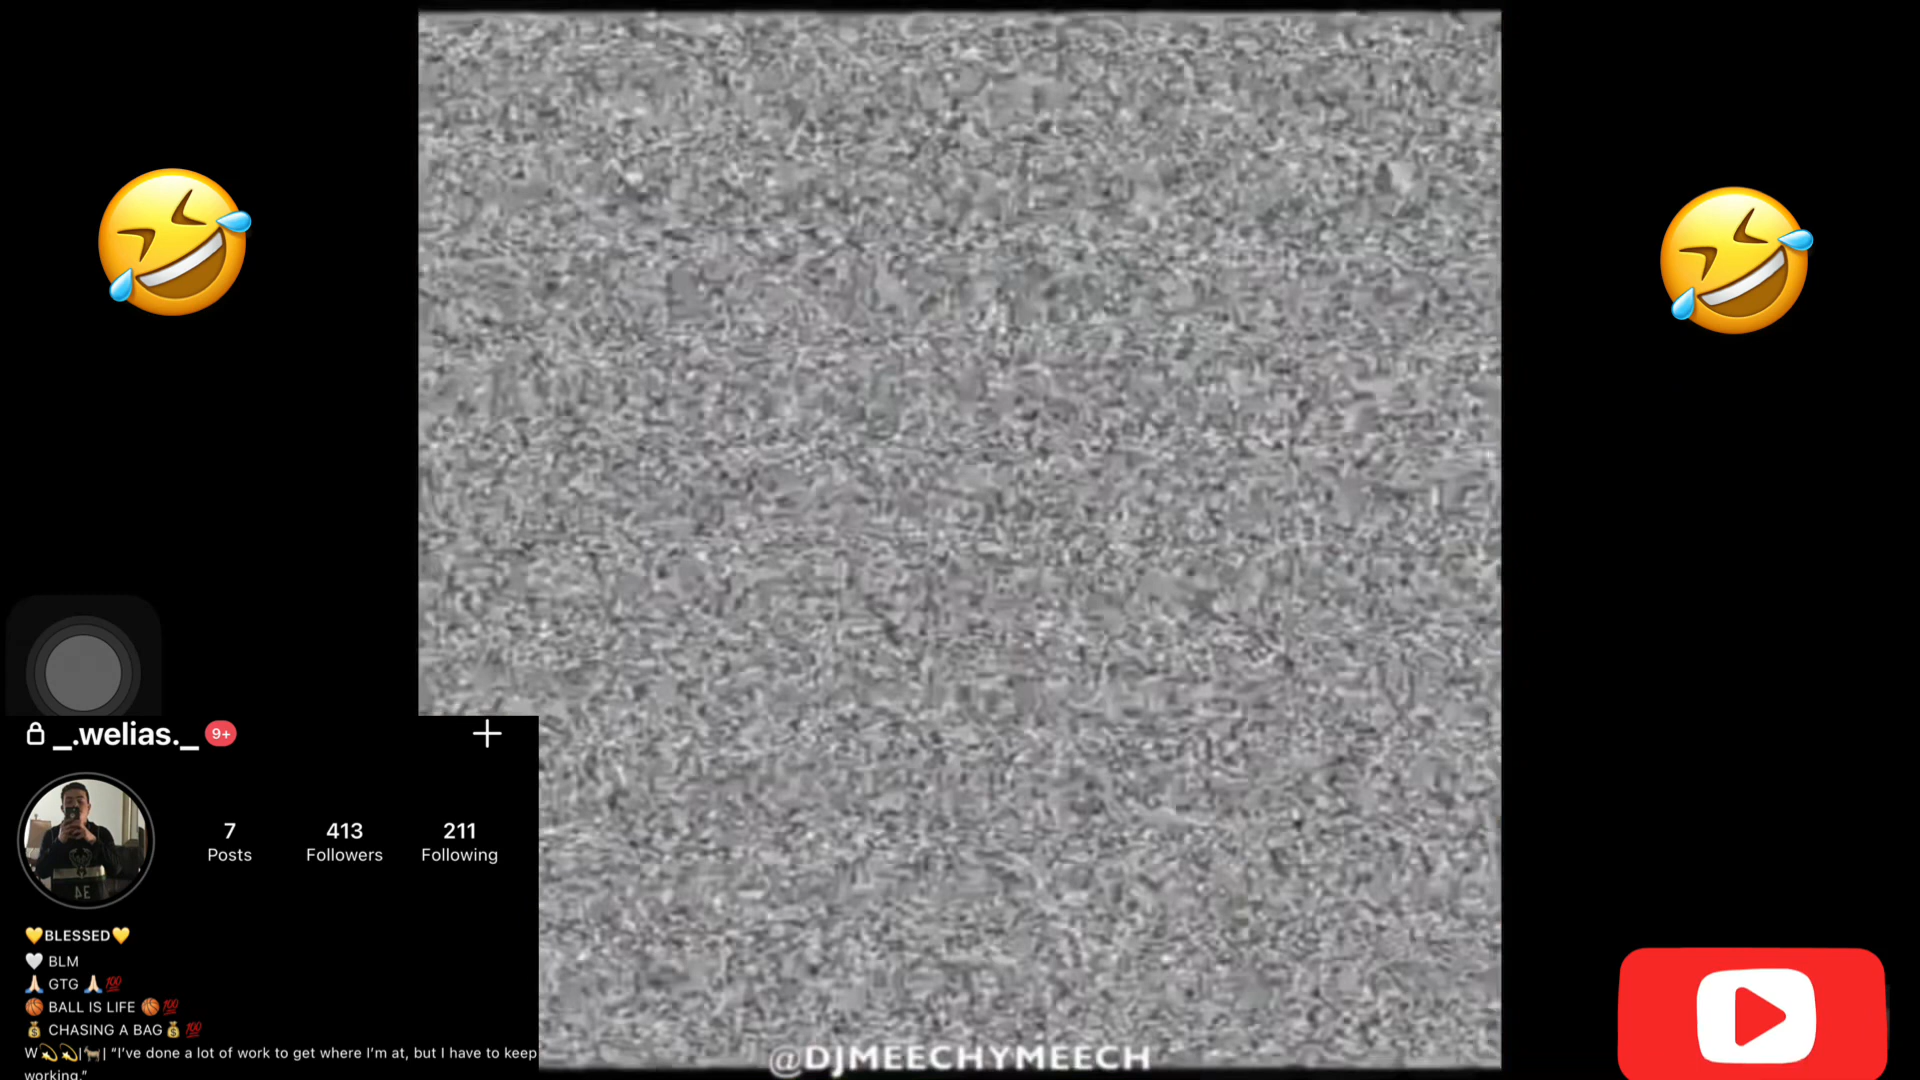 _.welias._ 9+
7 413 211
Posts Followers Following
💛BLESSED💛
🤍 BLM
🙏🏻 GTG 🙏🏻💯
🏀 BALL IS LIFE 🏀💯
💰 CHASING A BAG💰💯
W💫💫|🐐| “I’ve done a lot of work to get where I’m at, but I have to keep
working.”
@DJMEECHYMEECH